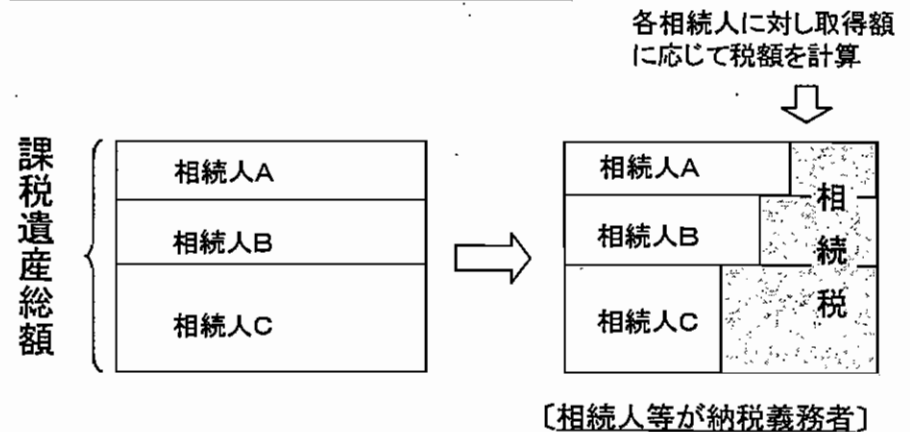 各相続人に対し取得額
に応じて税額を計算
課税遺産総額
相続人A
相続人B
相続人C
相続人A
相続人B
相続人C
相続税
〔相続人等が納税義務者〕